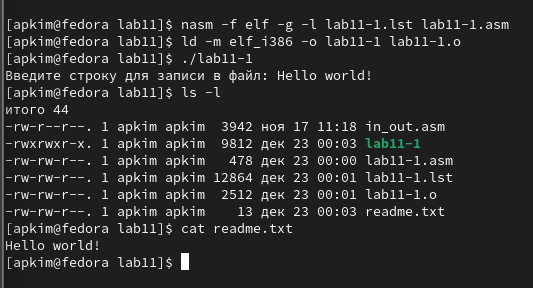 [apkim@fedora lab11]$ nasm -f elf -g -l lab11-1.lst lab11-1.asm
[apkim@fedora lab11]$ ld -m elf_i386 -o lab11-1 lab11-1.o
[apkim@fedora lab11]$ ./lab11-1
Введите строку для записи в файл: Hello world!
[apkim@fedora lab11]$ ls -l
итого 44
-rw-r--r--. 1 apkim apkim  3942 ноя 17 11:18 in_out.asm
-rwxrwxr-x. 1 apkim apkim  9812 дек 23 00:03 lab11-1
-rw-rw-r--. 1 apkim apkim   478 дек 23 00:00 lab11-1.asm
-rw-rw-r--. 1 apkim apkim 12864 дек 23 00:01 lab11-1.lst
-rw-rw-r--. 1 apkim apkim  2512 дек 23 00:01 lab11-1.o
-rw-rw-r--. 1 apkim apkim    13 дек 23 00:03 readme.txt
[apkim@fedora lab11]$ cat readme.txt
Hello world!
[apkim@fedora lab11]$